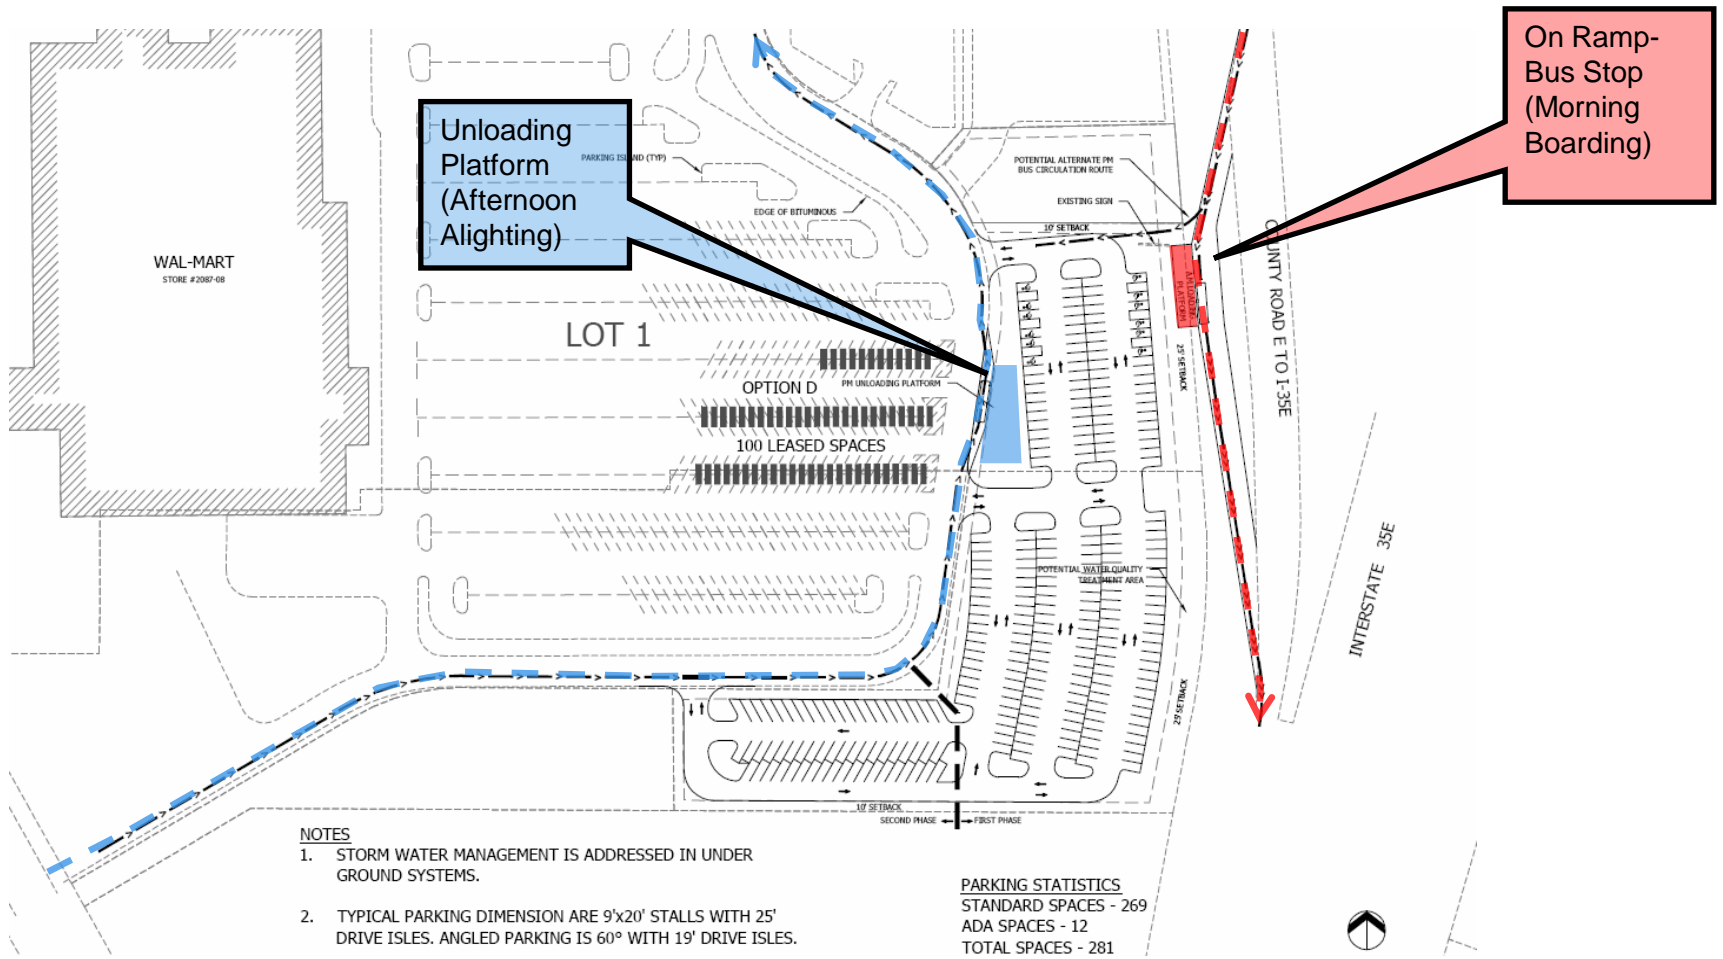 On Ramp-
Bus Stop
(Morning
Boarding)
Unloading
Platform
(Afternoon
Alighting)
PARKING ISLAND (TYP)
EDGE OF BITUMINOUS
POTENTIAL ALTERNATE PM
BUS CIRCULATION ROUTE
EXISTING SIGN
10' SETBACK
WAL-MART
STORE #2087-08
LOT 1
OPTION D
PM UNLOADING PLATFORM
100 LEASED SPACES
AM LOADING
PLATFORM
25' SETBACK
COUNTY ROAD E TO I-35E
INTERSTATE 35E
POTENTIAL WATER QUALITY
TREATMENT AREA
25' SETBACK
10' SETBACK
SECOND PHASE
FIRST PHASE
NOTES
1. STORM WATER MANAGEMENT IS ADDRESSED IN UNDER
GROUND SYSTEMS.
2. TYPICAL PARKING DIMENSION ARE 9'x20' STALLS WITH 25'
DRIVE ISLES. ANGLED PARKING IS 60° WITH 19' DRIVE ISLES.
PARKING STATISTICS
STANDARD SPACES - 269
ADA SPACES - 12
TOTAL SPACES - 281